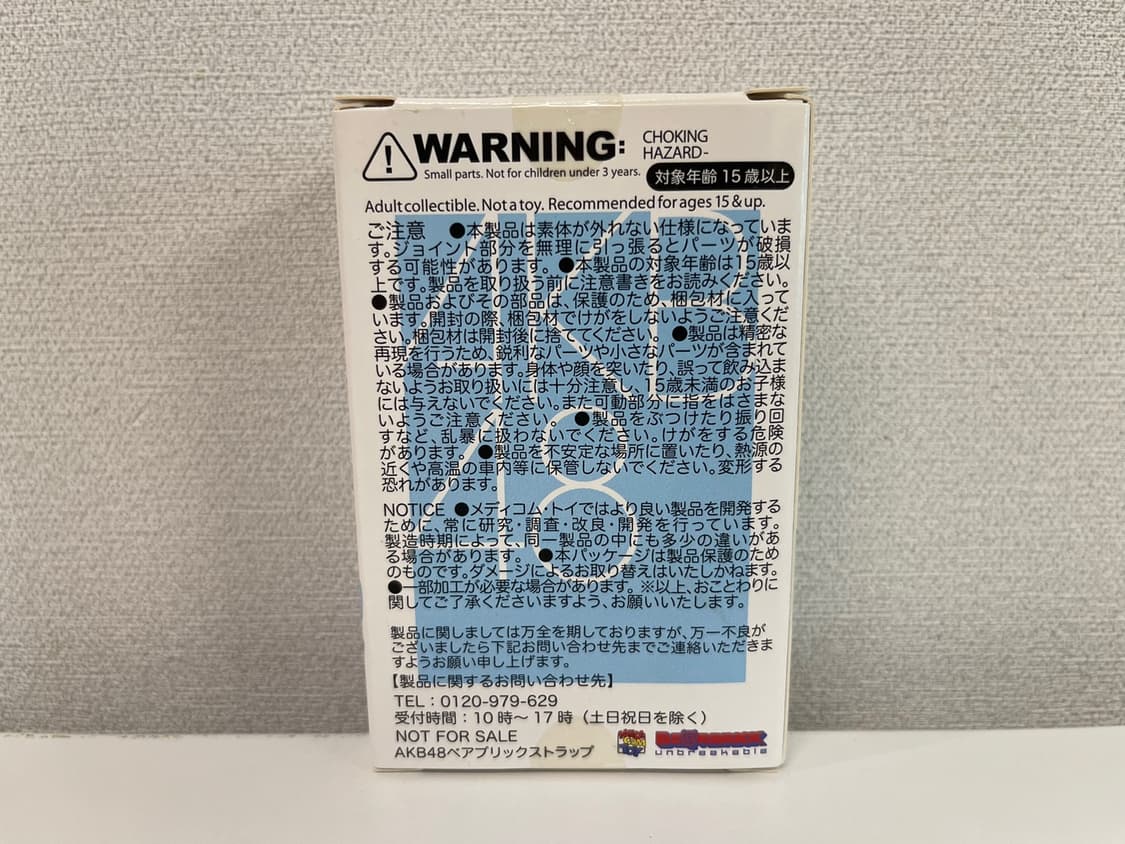 WARNING: CHOKING
HAZARD-
Small parts. Not for children under 3 years.
対象年齢 15歳以上
Adult collectible. Not a toy. Recommended for ages 15 & up.
AKB
48
ご注意 ●本製品は素体が外れない仕様になっていま
す。ジョイント部分を無理に引っ張るとパーツが破損
する可能性があります。●本製品の対象年齢は15歳以
上です。製品を取り扱う前に注意書きをお読みください。
●製品およびその部品は、保護のため、梱包材に入って
います。開封の際、梱包材でけがをしないようご注意くだ
さい。梱包材は開封後に捨ててください。 ●製品は精密な
再現を行うため、鋭利なパーツや小さなパーツが含まれて
いる場合があります。身体や顔を突いたり、誤って飲み込ま
ないようお取り扱いには十分注意し、15歳未満のお子様
には与えないでください。また可動部分に指をはさまな
いようご注意ください。 ●製品をぶつけたり振り回
すなど、乱暴に扱わないでください。けがをする危険
があります。●製品を不安定な場所に置いたり、熱源の
近くや高温の車内等に保管しないでください。変形する
恐れがあります。
NOTICE ●メディコム・トイではより良い製品を開発する
ために、常に研究・調査・改良・開発を行っています。
製造時期によって、同一製品の中にも多少の違いがあ
る場合があります。 ●本パッケージは製品保護のため
のものです。ダメージによるお取り替えはいたしかねます。
●一部加工が必要な場合があります。※以上、おことわりに
関してご了承くださいますよう、お願いいたします。
製品に関しましては万全を期しておりますが、万一不良が
ございましたら下記お問い合わせ先までご連絡いただきま
すようお願い申し上げます。
【製品に関するお問い合わせ先】
TEL：0120-979-629
受付時間：10時～17時（土日祝日を除く）
NOT FOR SALE
AKB48ベアブリックストラップ
BE@RBRICK
unbreakable